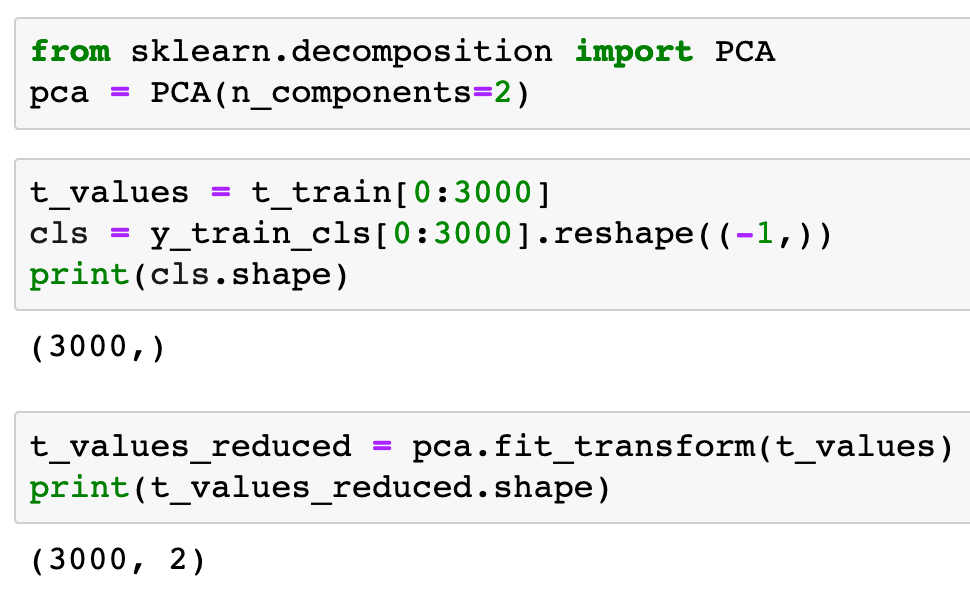 from sklearn.decomposition import PCA
pca = PCA(n_components=2)
t_values = t_train[0:3000]
cls = y_train_cls[0:3000].reshape((-1,))
print(cls.shape)
(3000,)
t_values_reduced = pca.fit_transform(t_values)
print(t_values_reduced.shape)
(3000, 2)